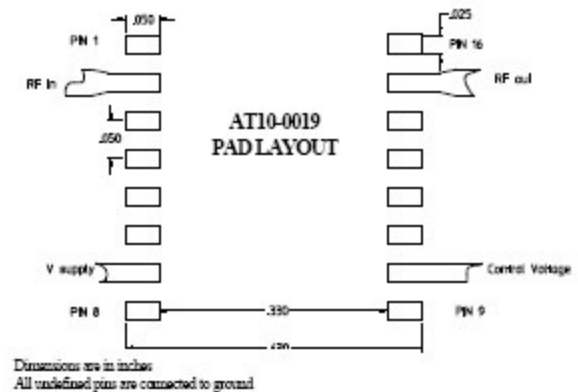 .050
.025
PIN 1
PIN 16
RF in
RF out
AT10-0019
PAD LAYOUT
.050
V supply
Control Voltage
PIN 8
.330
PIN 9
Dimensions are in inches
All undefined pins are connected to ground